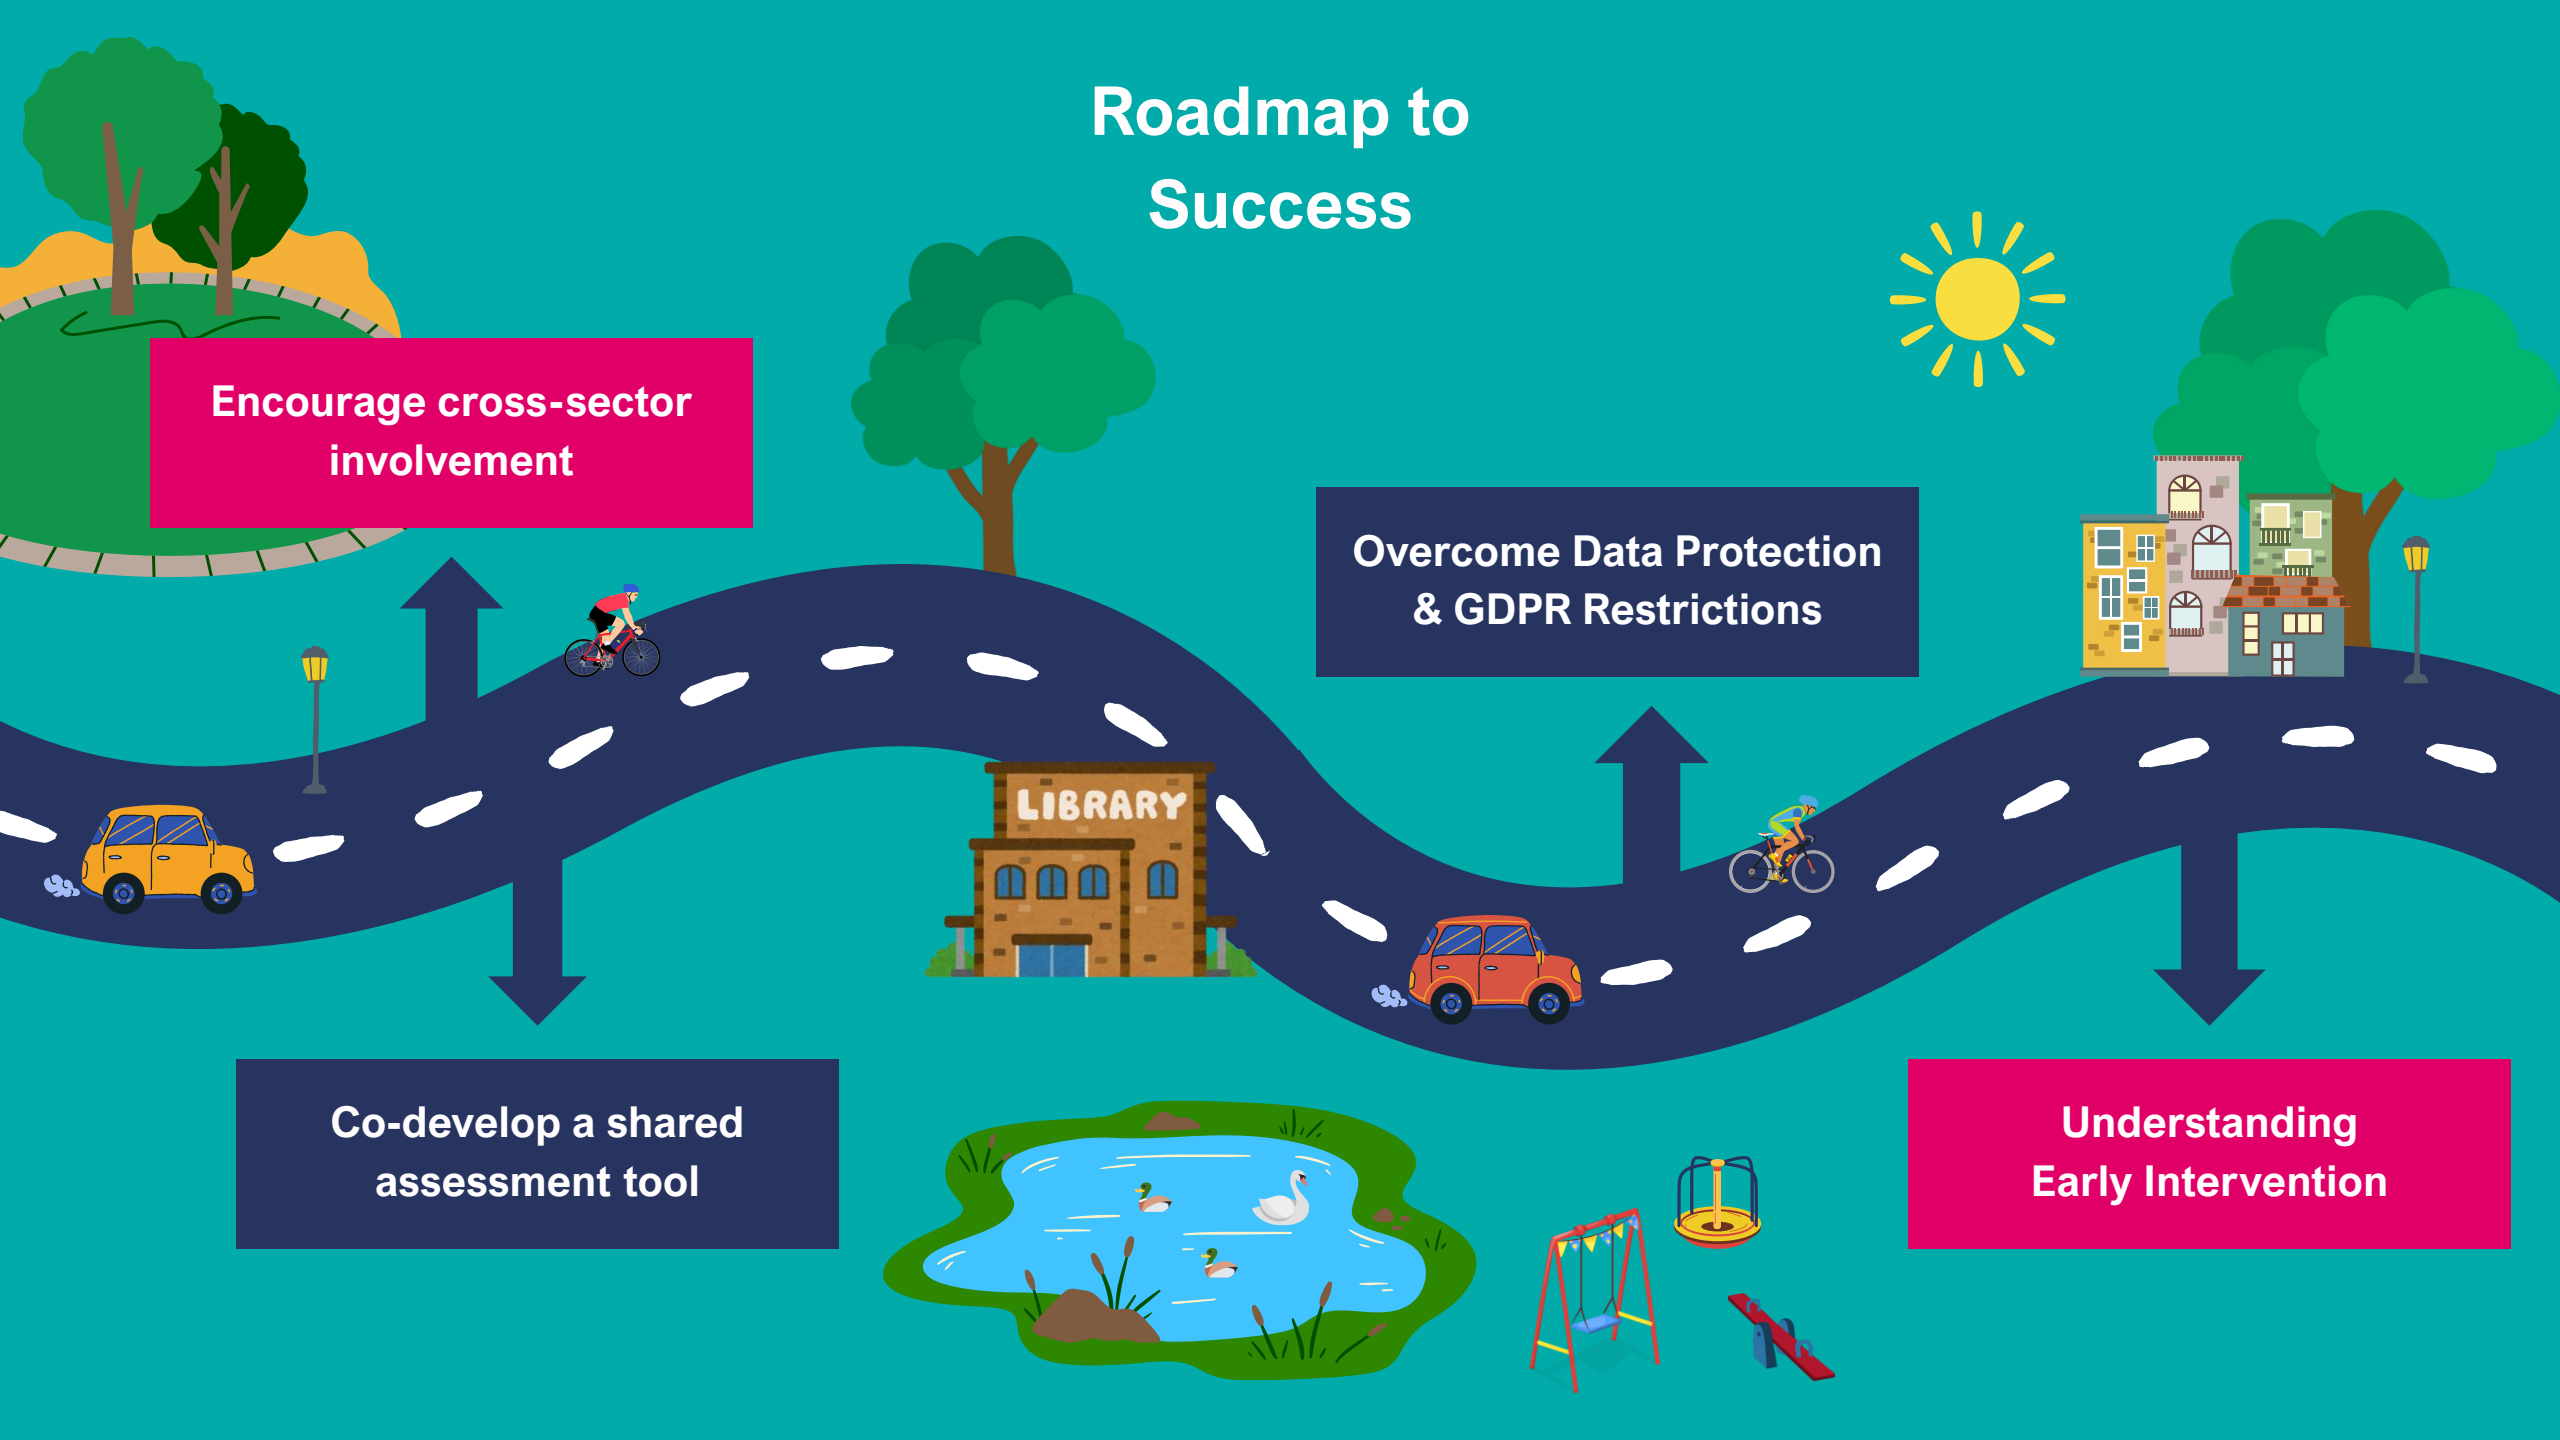 Roadmap to
Success
Encourage cross-sector
involvement
Overcome Data Protection
& GDPR Restrictions
LIBRARY
Co-develop a shared
assessment tool
Understanding
Early Intervention